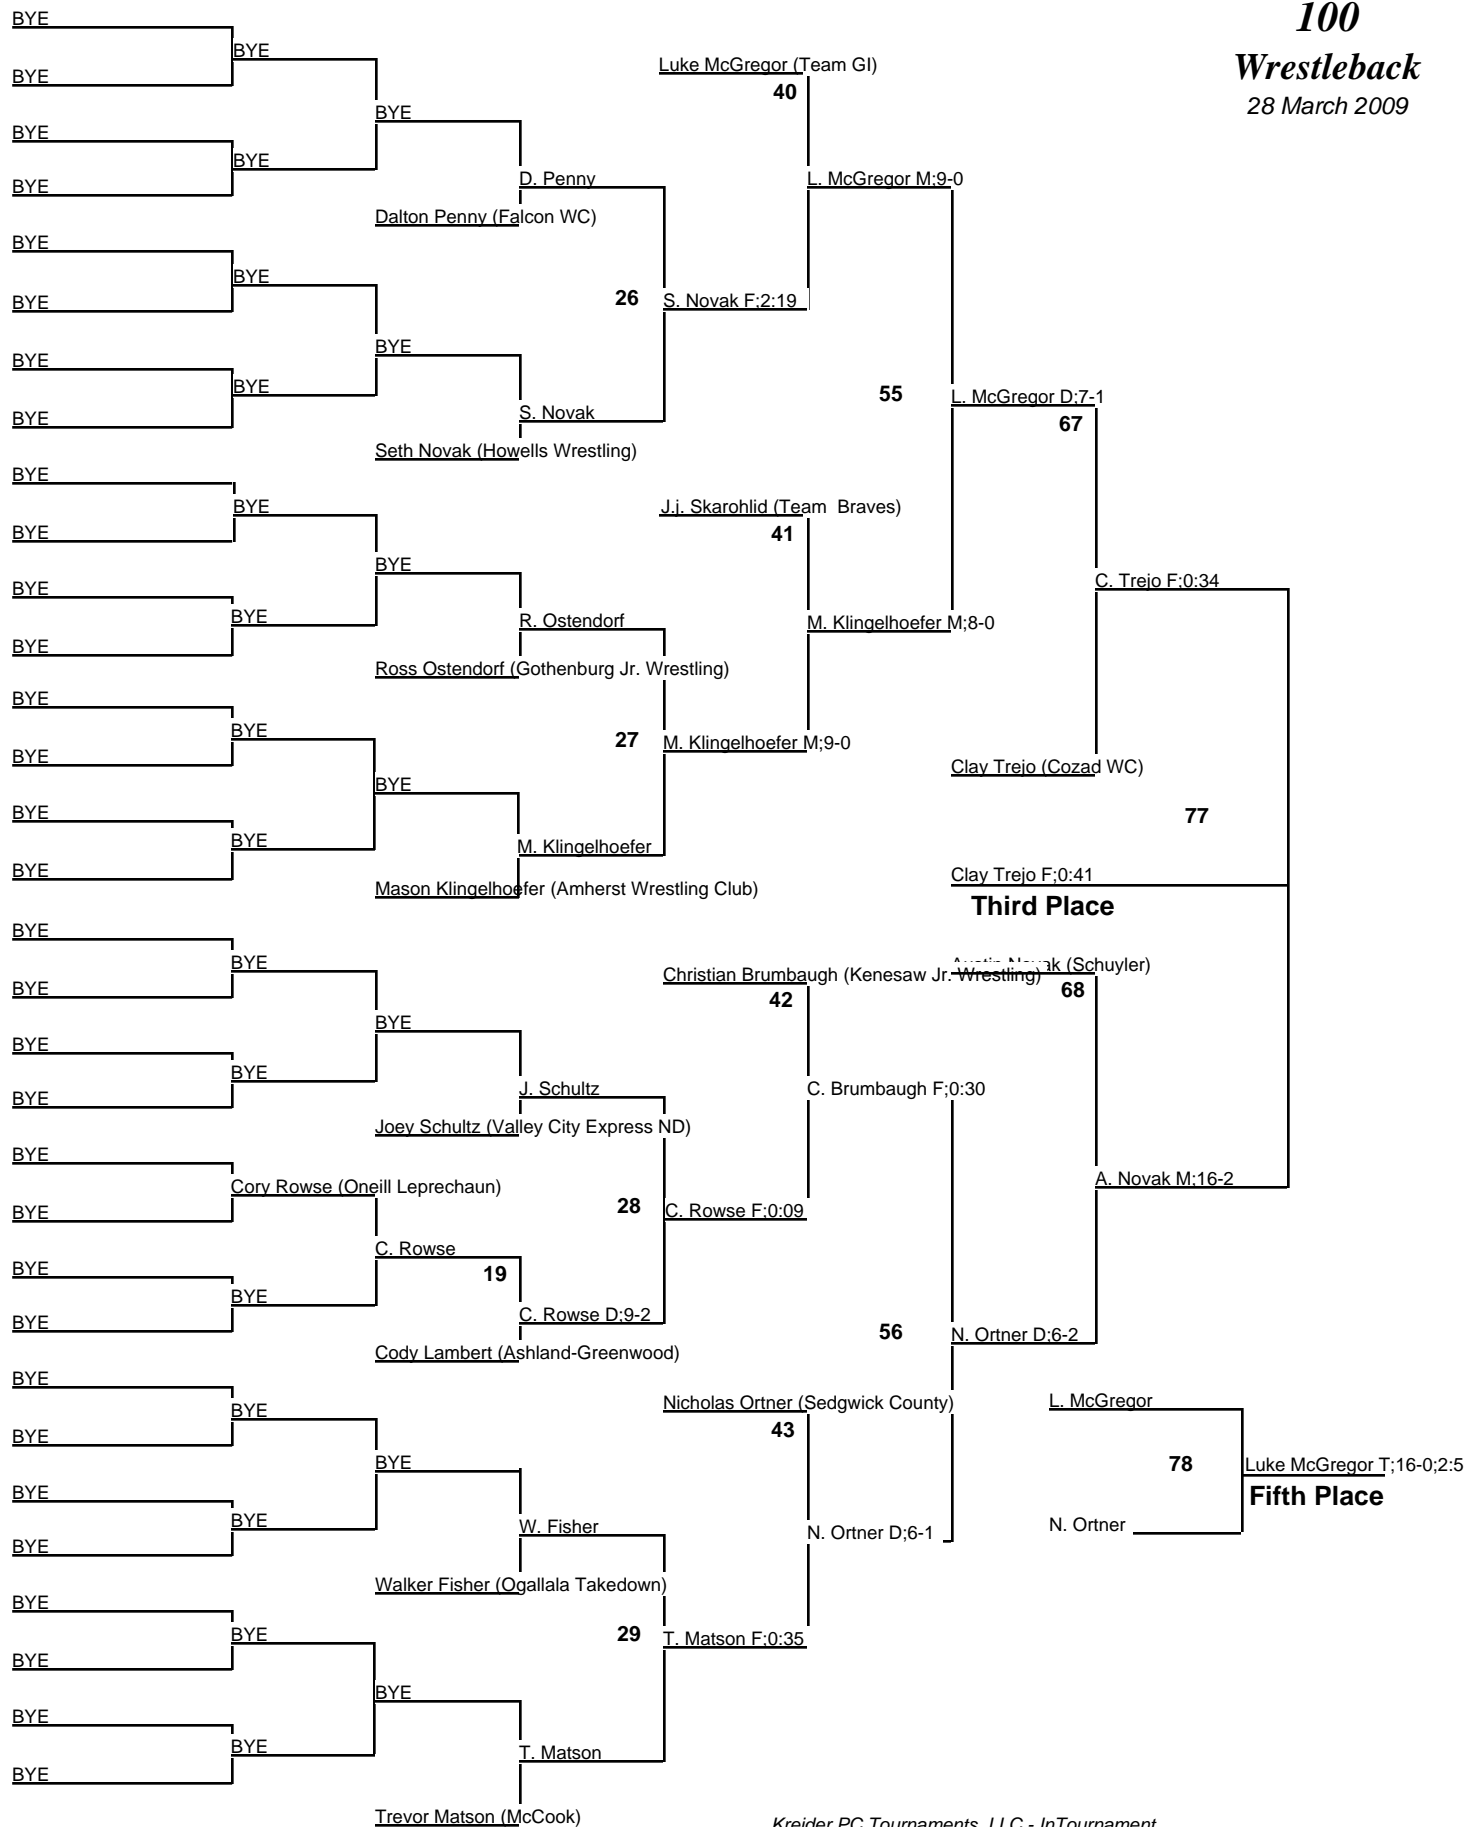 100
Wrestleback
28 March 2009
BYE
BYE
BYE
Luke McGregor (Team GI)
40
BYE
BYE
BYE
BYE
BYE
D. Penny
L. McGregor M;9-0
Dalton Penny (Falcon WC)
BYE
BYE
BYE
26
S. Novak F;2:19
BYE
BYE
BYE
BYE
55
L. McGregor D;7-1
67
S. Novak
Seth Novak (Howells Wrestling)
BYE
BYE
BYE
J.j. Skarohlid (Team Braves)
41
BYE
BYE
BYE
BYE
C. Trejo F;0:34
R. Ostendorf
M. Klingelhoefer M;8-0
Ross Ostendorf (Gothenburg Jr. Wrestling)
BYE
BYE
BYE
27
M. Klingelhoefer M;9-0
Clay Trejo (Cozad WC)
BYE
BYE
BYE
BYE
77
M. Klingelhoefer
Clay Trejo F;0:41
Third Place
Mason Klingelhoefer (Amherst Wrestling Club)
BYE
BYE
BYE
Christian Brumbaugh (Kenesaw Jr. Wrestling)
Austin Novak (Schuyler)
42
68
BYE
BYE
BYE
BYE
J. Schultz
C. Brumbaugh F;0:30
Joey Schultz (Valley City Express ND)
BYE
Cory Rowse (Oneill Leprechaun)
BYE
28
C. Rowse F;0:09
A. Novak M;16-2
C. Rowse
19
BYE
BYE
BYE
C. Rowse D;9-2
56
N. Ortner D;6-2
Cody Lambert (Ashland-Greenwood)
BYE
BYE
BYE
Nicholas Ortner (Sedgwick County)
43
L. McGregor
BYE
BYE
BYE
BYE
78
Luke McGregor T;16-0;2:5
Fifth Place
W. Fisher
N. Ortner D;6-1
N. Ortner
Walker Fisher (Ogallala Takedown)
BYE
BYE
BYE
29
T. Matson F;0:35
BYE
BYE
BYE
BYE
T. Matson
Trevor Matson (McCook)
Kreider PC Tournaments, LLC - InTournament